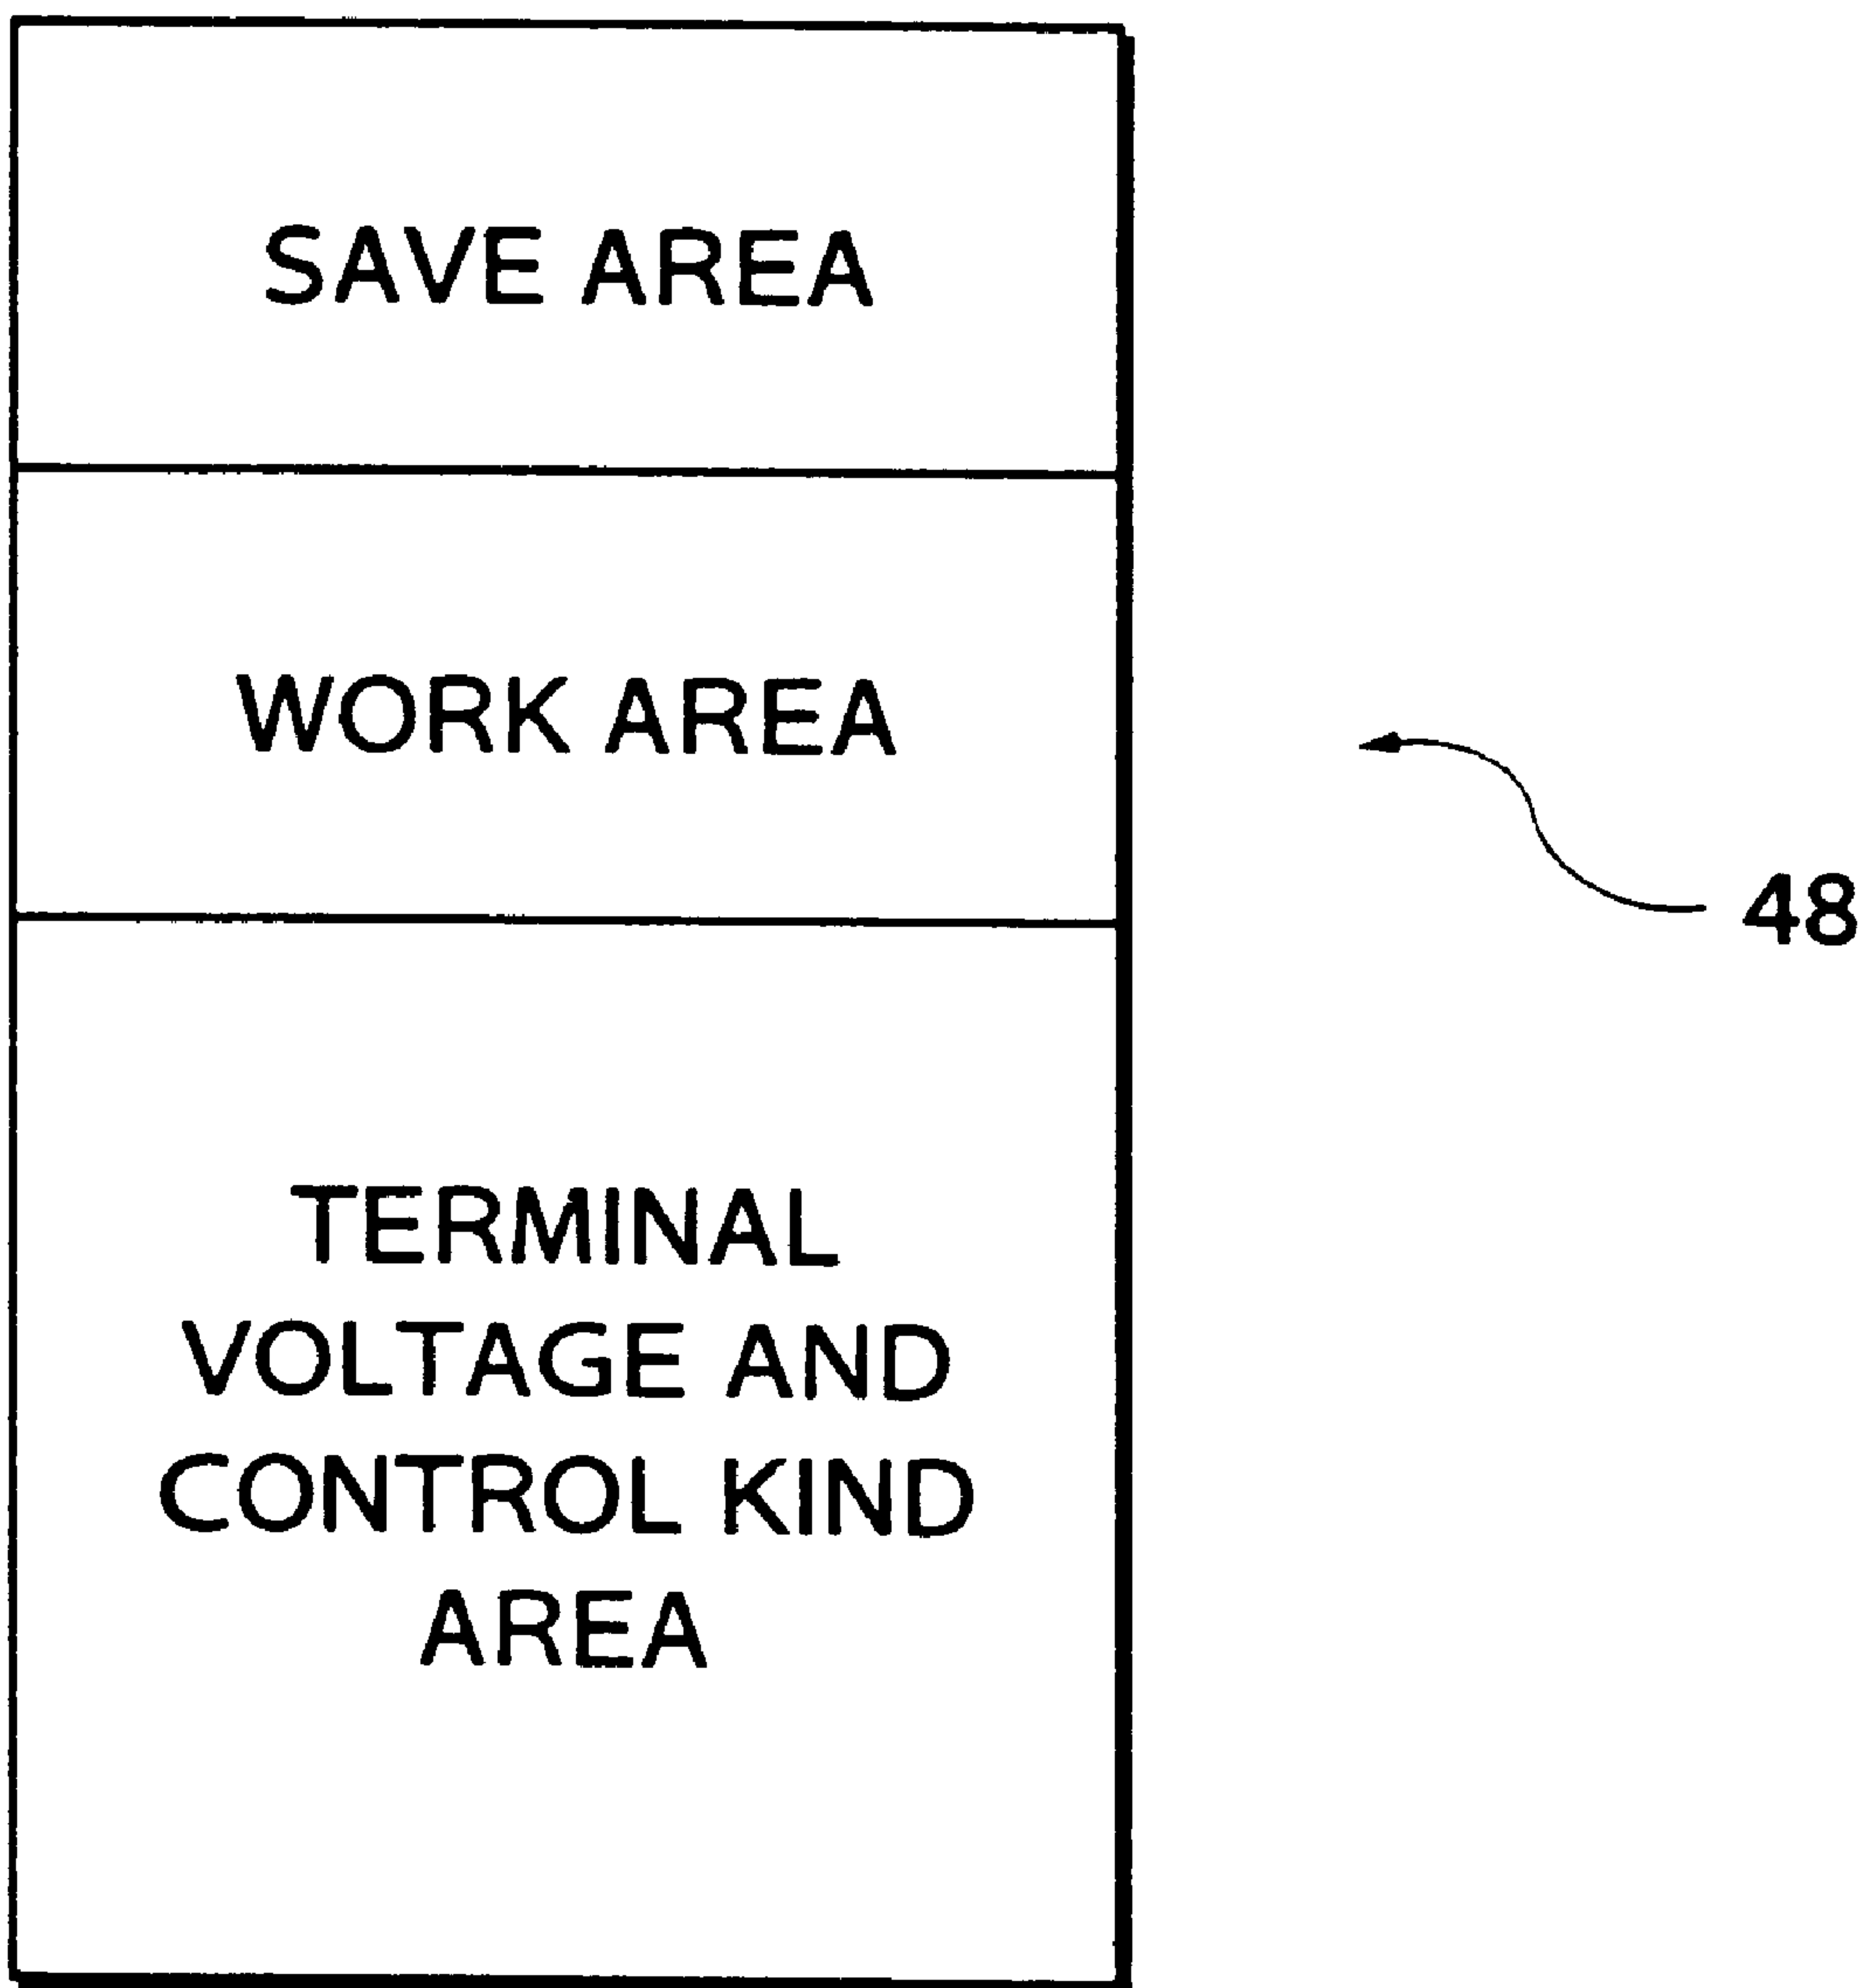 SAVE AREA
WORK AREA
48
TERMINAL
VOLTAGE AND
CONTROL KIND
AREA